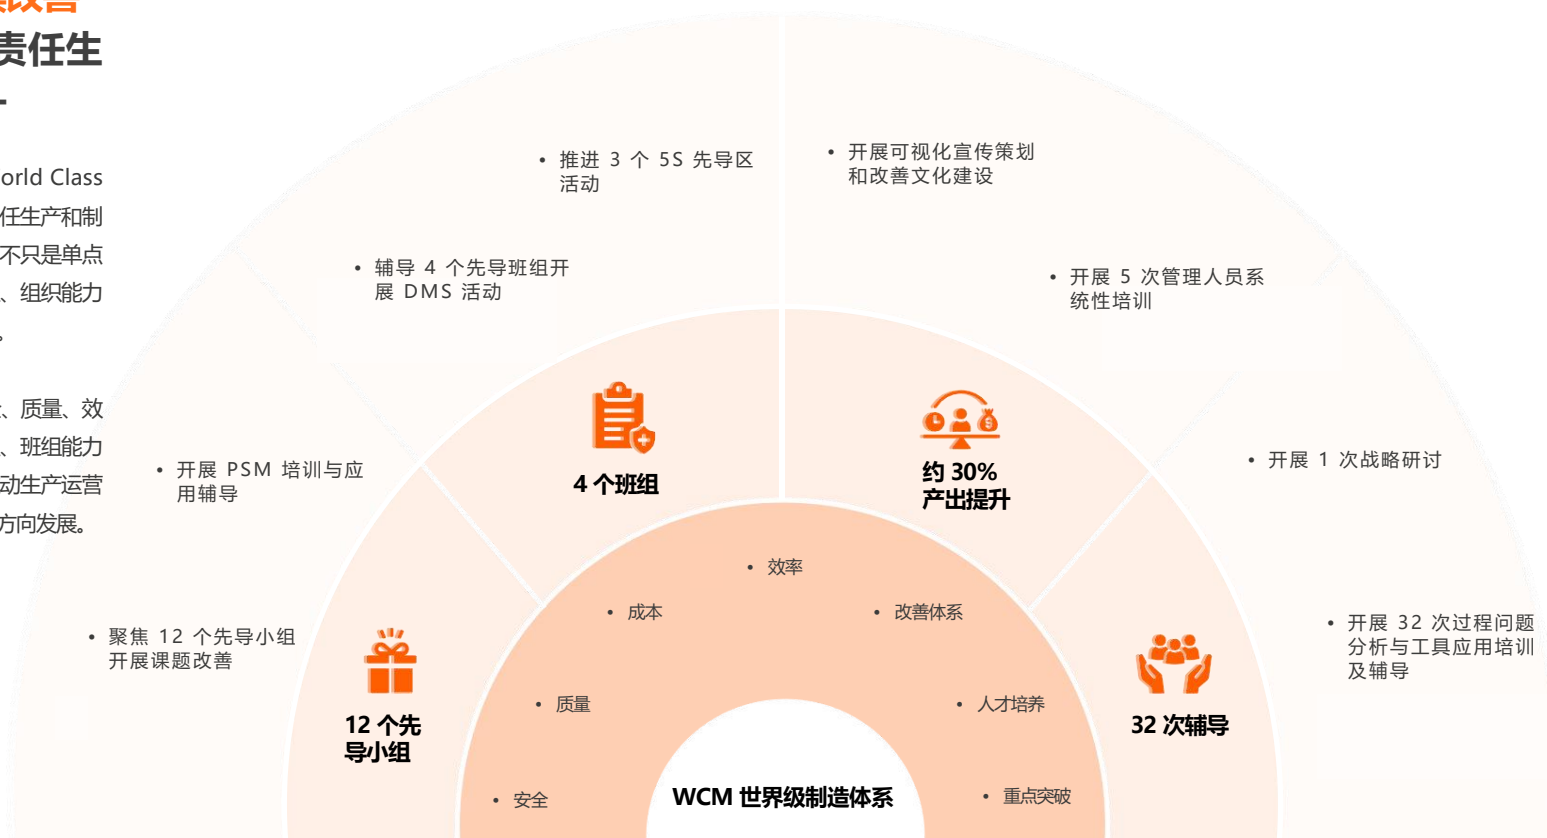 改善
责任生
orld Class
任生产和制
不只是单点
、组织能力
。
、质量、效
、班组能力
动生产运营
方向发展。
• 推进 3 个 5S 先导区
活动
• 开展可视化宣传策划
和改善文化建设
• 辅导 4 个先导班组开
展 DMS 活动
• 开展 5 次管理人员系
统性培训
• 开展 PSM 培训与应
用辅导
• 开展 1 次战略研讨
• 聚焦 12 个先导小组
开展课题改善
• 开展 32 次过程问题
分析与工具应用培训
及辅导
4 个班组
约 30%
产出提升
12 个先
导小组
32 次辅导
• 效率
• 成本
• 改善体系
• 质量
• 人才培养
• 安全
• 重点突破
WCM 世界级制造体系